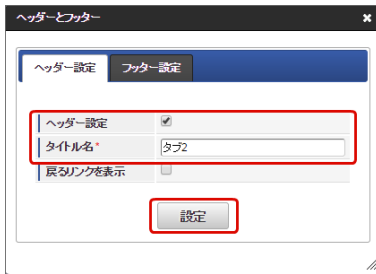 ヘッダーとフッター
ヘッダー設定 フッター設定
ヘッダー設定
タイトル名* タブ2
戻るリンクを表示
設定